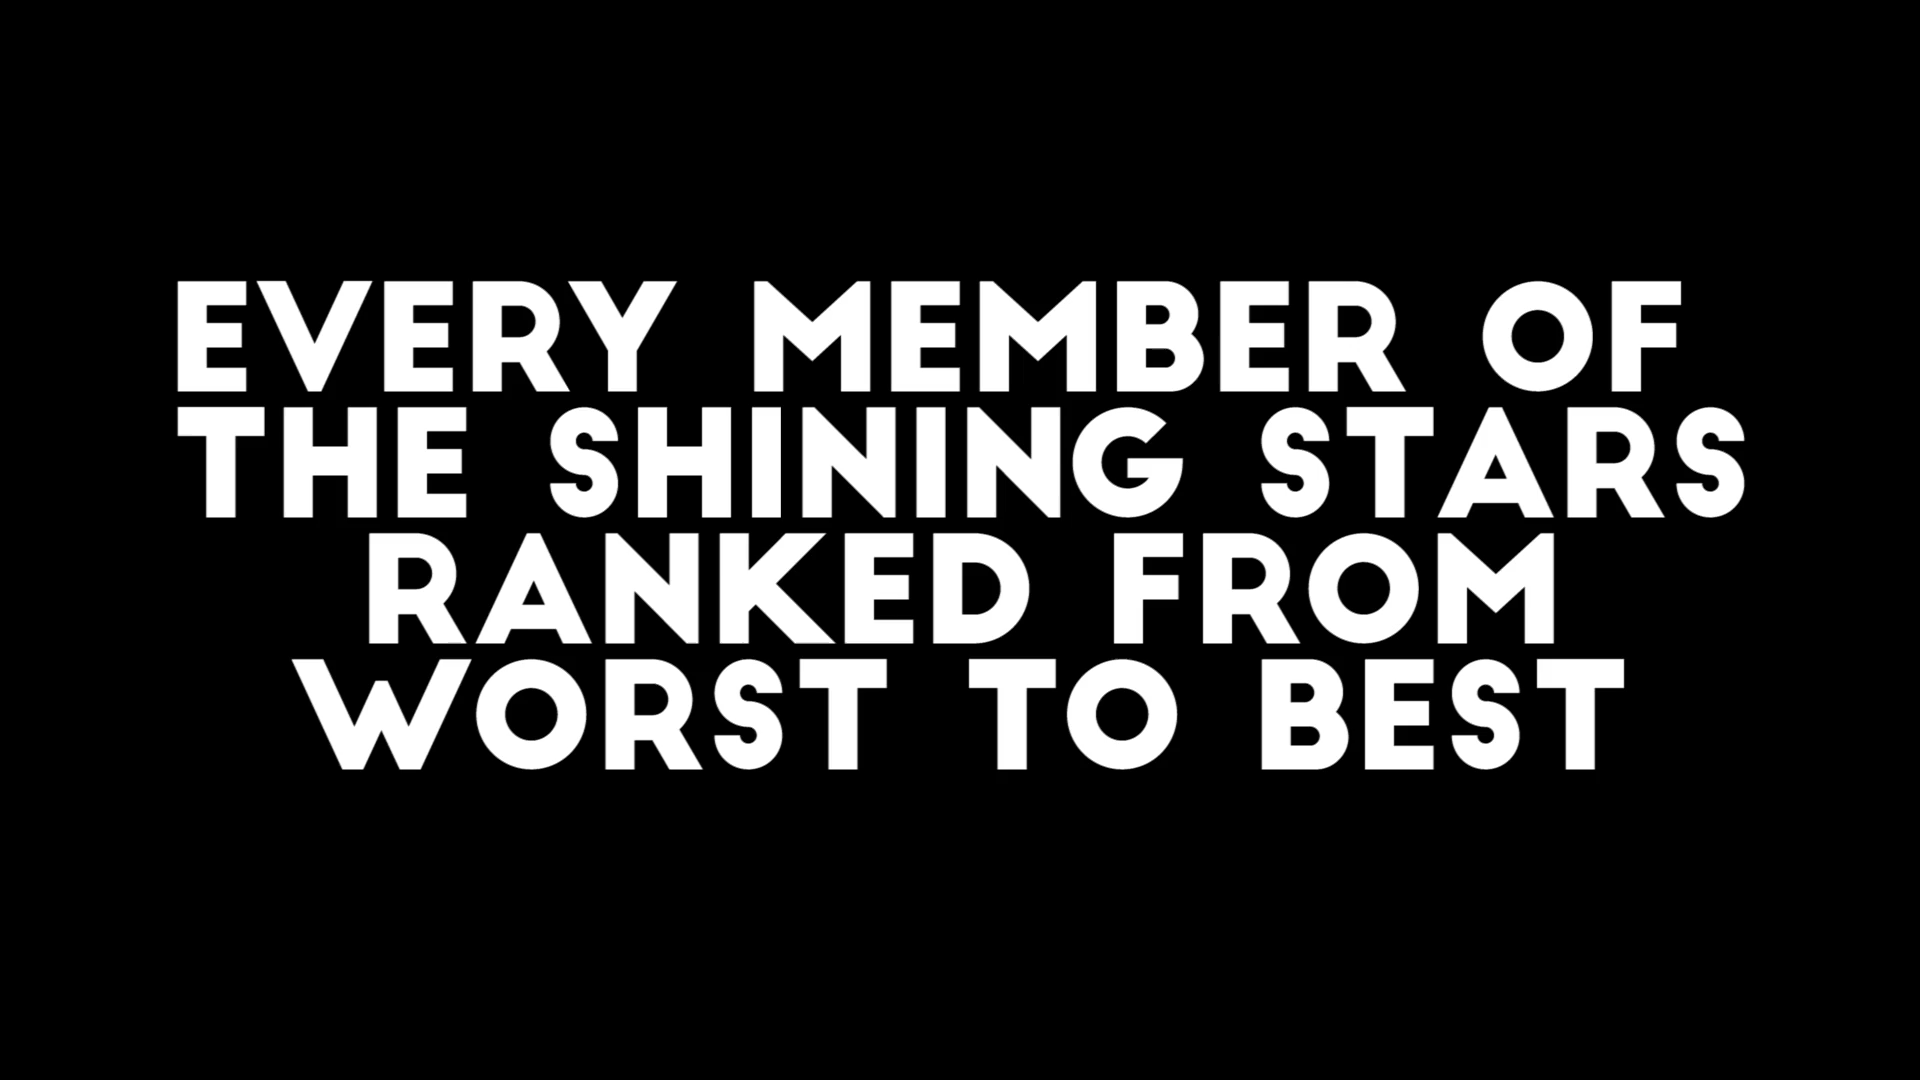 EVERY MEMBER OF
THE SHINING STARS
RANKED FROM
WORST TO BEST